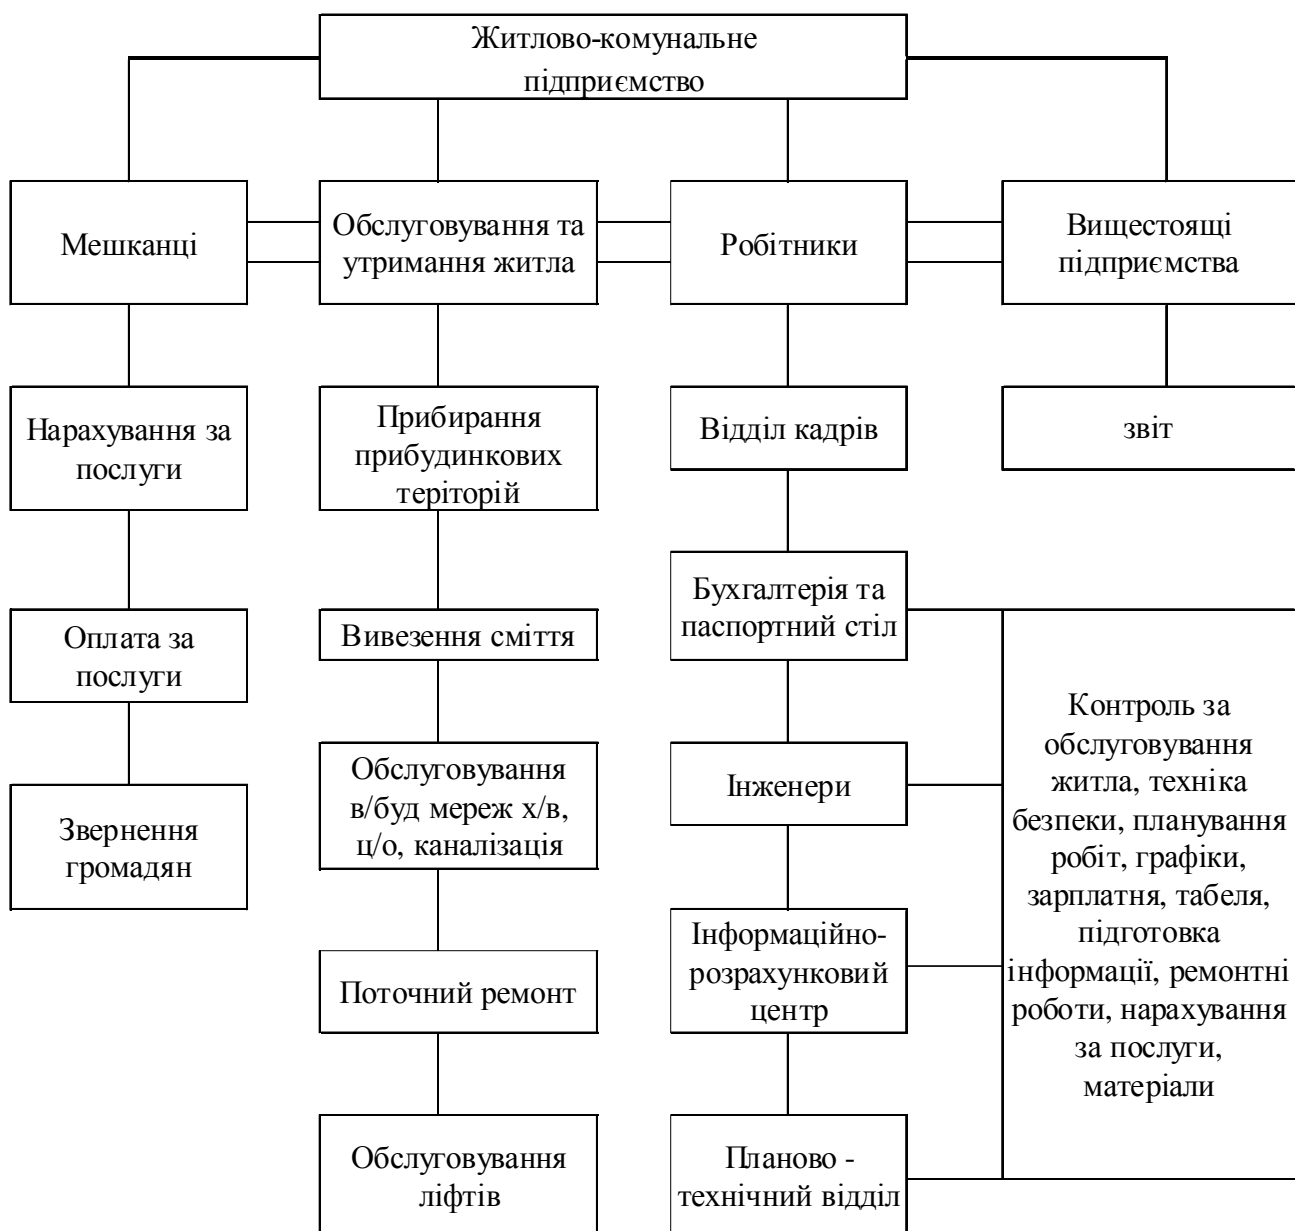 Житлово-комунальне
підприємство
Мешканці
Обслуговування та
утримання житла
Робітники
Вищестоящі
підприємства
Нарахування за
послуги
Прибирання
прибудинкових
теріторій
Відділ кадрів
звіт
Оплата за
послуги
Вивезення сміття
Бухгалтерія та
паспортний стіл
Звернення
громадян
Обслуговування
в/буд мереж х/в,
ц/о, каналізація
Інженери
Контроль за
обслуговування
житла, техніка
безпеки, планування
робіт, графіки,
зарплатня, табеля,
підготовка
інформації, ремонтні
роботи, нарахування
за послуги,
матеріали
Поточний ремонт
Інформаційно-
розрахунковий
центр
Обслуговування
ліфтів
Планово -
технічний відділ